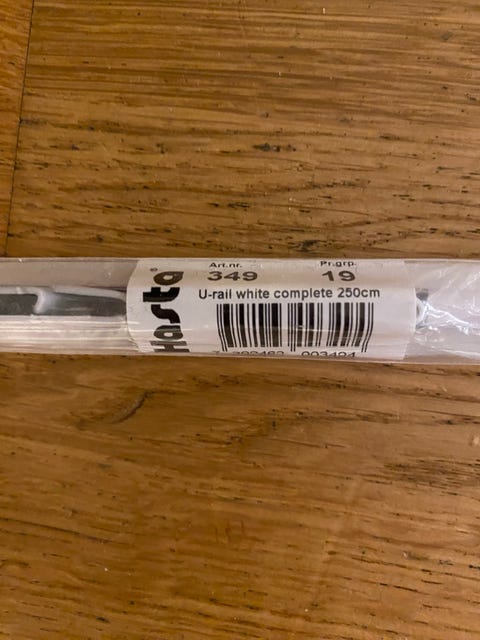 Hasta®
Art.nr. Pr.grp.
349 19
U-rail white complete 250cm